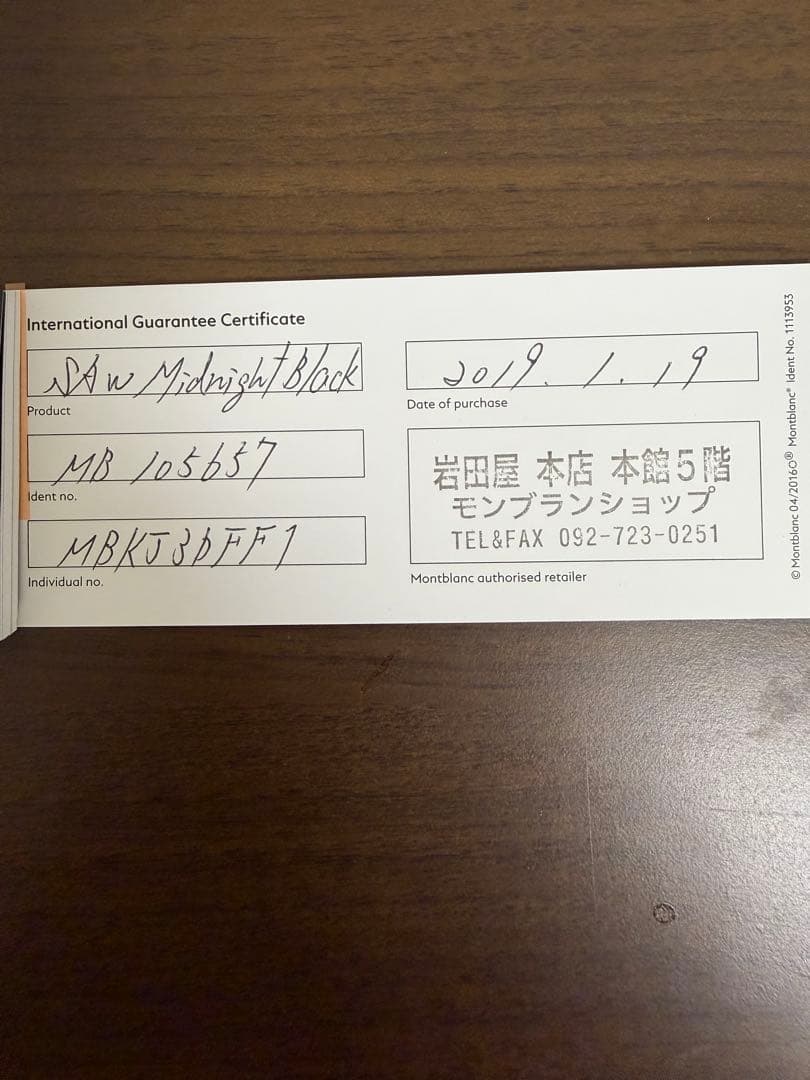 International Guarantee Certificate
SAW Midnight Black
Product
MB 105657
Ident no.
MBKJ3bFF1
Individual no.
2019. 1. 19
Date of purchase
岩田屋 本店 本館5階
モンブランショップ
TEL&FAX 092-723-0251
Montblanc authorised retailer
© Montblanc 04/2016O® Montblanc® Ident No. 1113953